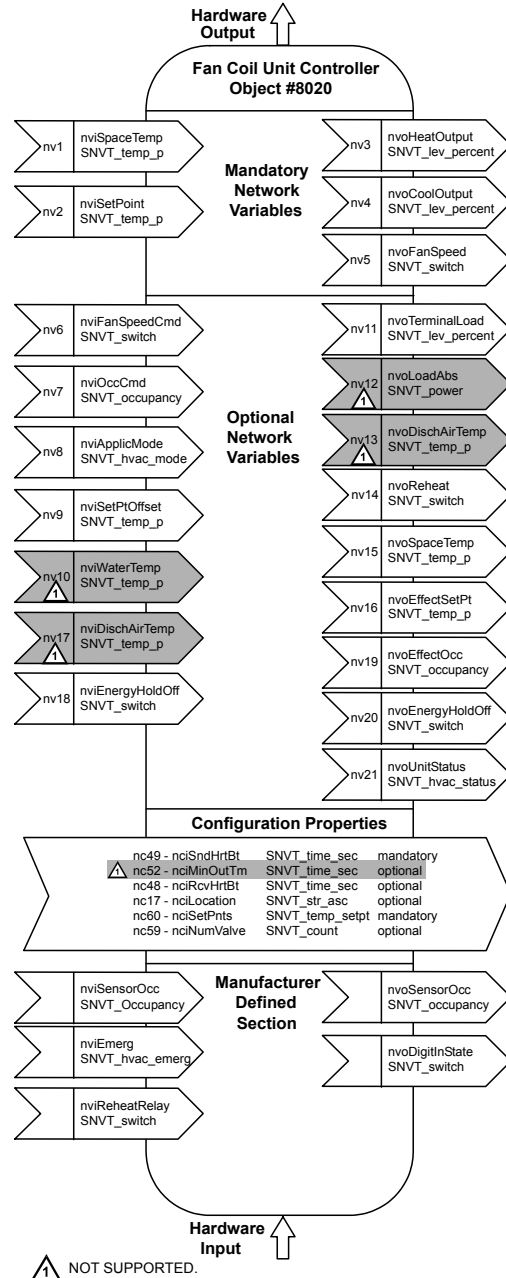 Hardware
Output
Fan Coil Unit Controller
Object #8020
Mandatory
Network
Variables
nv1
nviSpaceTemp
SNVT_temp_p
nv2
nviSetPoint
SNVT_temp_p
nv3
nvoHeatOutput
SNVT_lev_percent
nv4
nvoCoolOutput
SNVT_lev_percent
nv5
nvoFanSpeed
SNVT_switch
Optional
Network
Variables
nv6
nviFanSpeedCmd
SNVT_switch
nv7
nviOccCmd
SNVT_occupancy
nv8
nviApplicMode
SNVT_hvac_mode
nv9
nviSetPtOffset
SNVT_temp_p
nv10
1
nviWaterTemp
SNVT_temp_p
nv17
1
nviDischAirTemp
SNVT_temp_p
nv18
nviEnergyHoldOff
SNVT_switch
nv11
nvoTerminalLoad
SNVT_lev_percent
nv12
1
nvoLoadAbs
SNVT_power
nv13
1
nvoDischAirTemp
SNVT_temp_p
nv14
nvoReheat
SNVT_switch
nv15
nvoSpaceTemp
SNVT_temp_p
nv16
nvoEffectSetPt
SNVT_temp_p
nv19
nvoEffectOcc
SNVT_occupancy
nv20
nvoEnergyHoldOff
SNVT_switch
nv21
nvoUnitStatus
SNVT_hvac_status
Configuration Properties
nc49 - nciSndHrtBt SNVT_time_sec mandatory
1 nc52 - nciMinOutTm SNVT_time_sec optional
nc48 - nciRcvHrtBt SNVT_time_sec optional
nc17 - nciLocation SNVT_str_asc optional
nc60 - nciSetPnts SNVT_temp_setpt mandatory
nc59 - nciNumValve SNVT_count optional
Manufacturer
Defined
Section
nviSensorOcc
SNVT_Occupancy
nviEmerg
SNVT_hvac_emerg
nviReheatRelay
SNVT_switch
nvoSensorOcc
SNVT_occupancy
nvoDigitInState
SNVT_switch
Hardware
Input
1 NOT SUPPORTED.